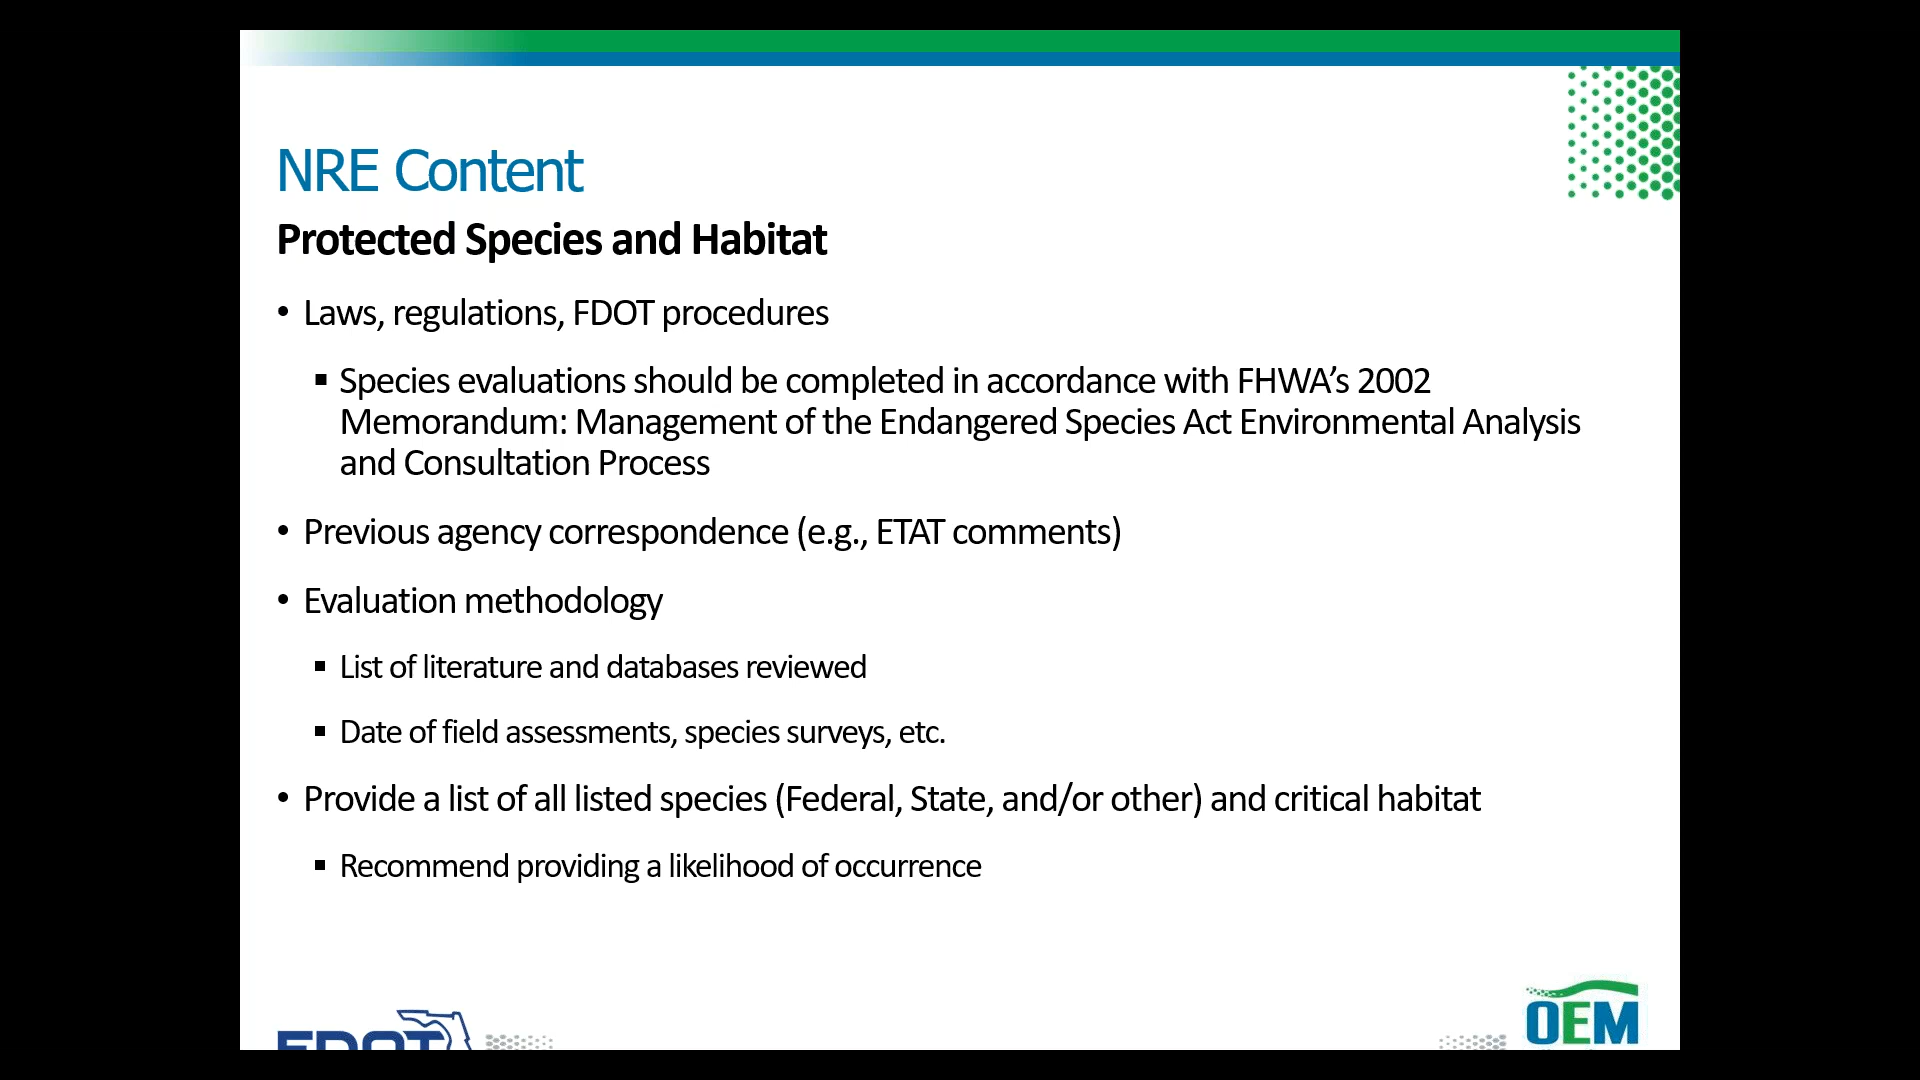 NRE Content
Protected Species and Habitat
• Laws, regulations, FDOT procedures
▪ Species evaluations should be completed in accordance with FHWA’s 2002
Memorandum: Management of the Endangered Species Act Environmental Analysis
and Consultation Process
• Previous agency correspondence (e.g., ETAT comments)
• Evaluation methodology
▪ List of literature and databases reviewed
▪ Date of field assessments, species surveys, etc.
• Provide a list of all listed species (Federal, State, and/or other) and critical habitat
▪ Recommend providing a likelihood of occurrence
FDOT
OEM